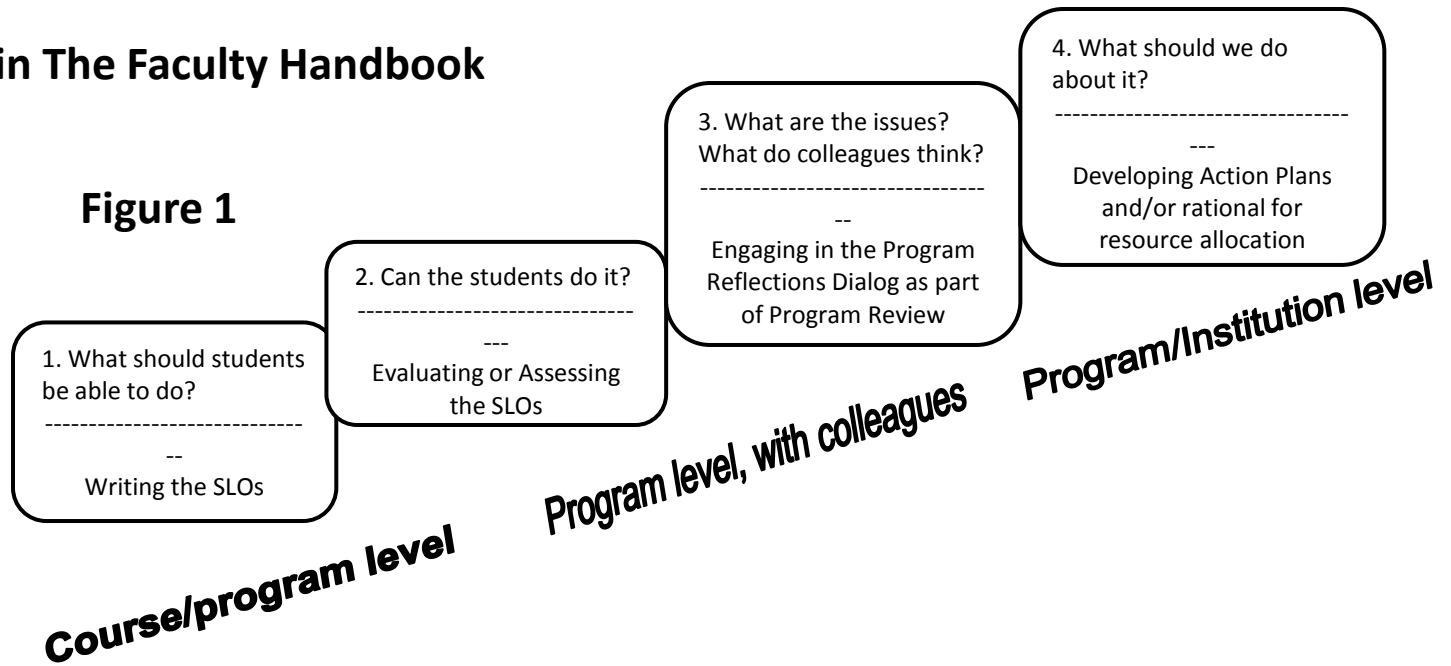 in The Faculty Handbook
Figure 1
1. What should students
be able to do?
-----------------------------
--
Writing the SLOs
2. Can the students do it?
-------------------------------
---
Evaluating or Assessing
the SLOs
3. What are the issues?
What do colleagues think?
--------------------------------
--
Engaging in the Program
Reflections Dialog as part
of Program Review
4. What should we do
about it?
---------------------------------
---
Developing Action Plans
and/or rational for
resource allocation
Course/program level
Program level, with colleagues
Program/Institution level